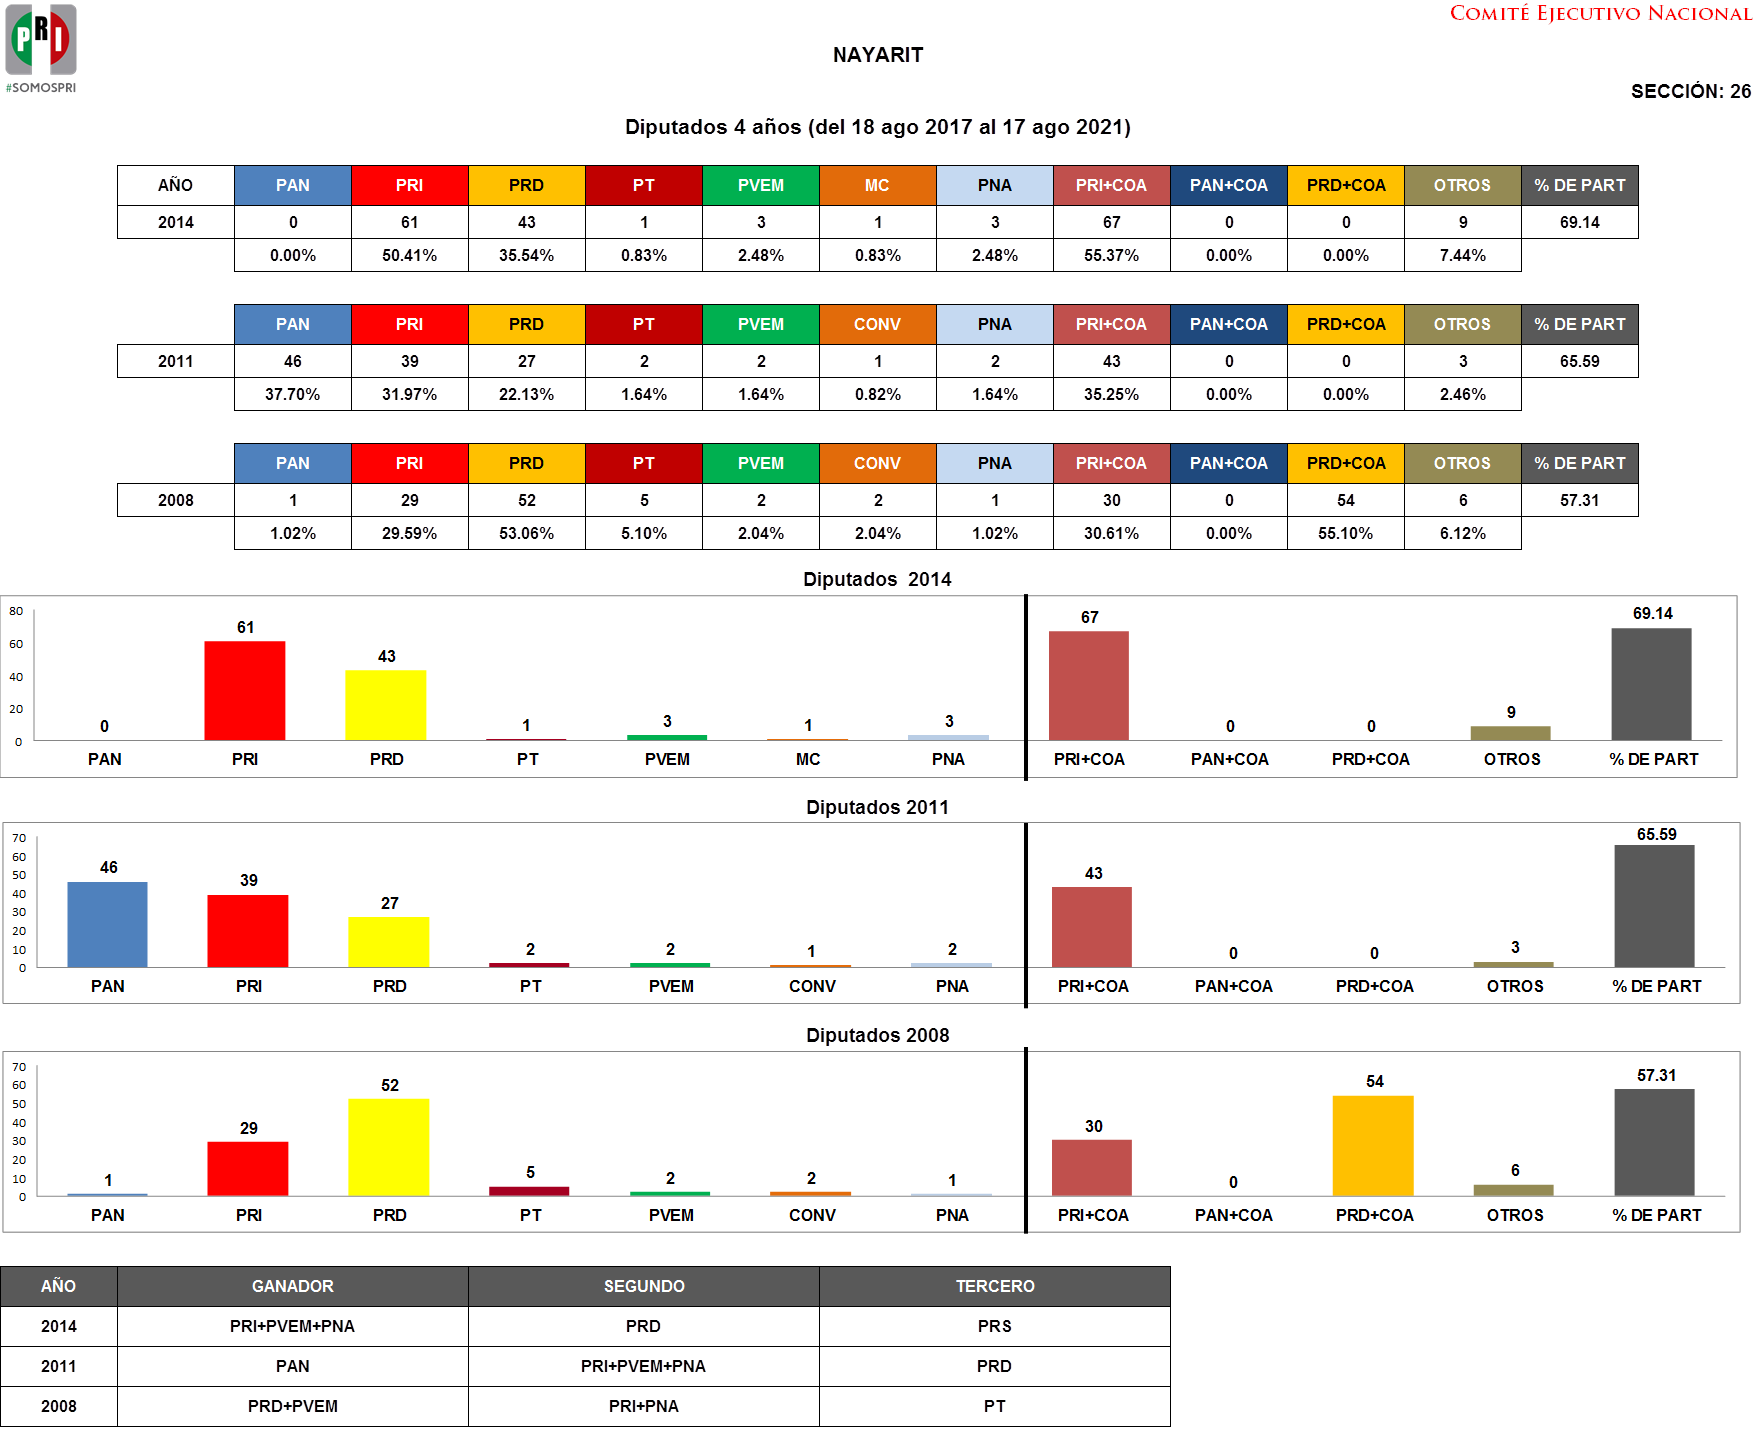 PRI
#SOMOSPRI
COMITÉ EJECUTIVO NACIONAL
NAYARIT
SECCIÓN: 26
Diputados 4 años (del 18 ago 2017 al 17 ago 2021)
AÑO PAN PRI PRD PT PVEM MC PNA PRI+COA PAN+COA PRD+COA OTROS % DE PART
2014 0 61 43 1 3 1 3 67 0 0 9 69.14
0.00% 50.41% 35.54% 0.83% 2.48% 0.83% 2.48% 55.37% 0.00% 0.00% 7.44%
PAN PRI PRD PT PVEM CONV PNA PRI+COA PAN+COA PRD+COA OTROS % DE PART
2011 46 39 27 2 2 1 2 43 0 0 3 65.59
37.70% 31.97% 22.13% 1.64% 1.64% 0.82% 1.64% 35.25% 0.00% 0.00% 2.46%
PAN PRI PRD PT PVEM CONV PNA PRI+COA PAN+COA PRD+COA OTROS % DE PART
2008 1 29 52 5 2 2 1 30 0 54 6 57.31
1.02% 29.59% 53.06% 5.10% 2.04% 2.04% 1.02% 30.61% 0.00% 55.10% 6.12%
Diputados 2014
80
60
40
20
0
0 61 43 1 3 1 3 67 0 0 9 69.14
PAN PRI PRD PT PVEM MC PNA PRI+COA PAN+COA PRD+COA OTROS % DE PART
Diputados 2011
70
60
50
40
30
20
10
0
46 39 27 2 2 1 2 43 0 0 3 65.59
PAN PRI PRD PT PVEM CONV PNA PRI+COA PAN+COA PRD+COA OTROS % DE PART
Diputados 2008
70
60
50
40
30
20
10
0
1 29 52 5 2 2 1 30 0 54 6 57.31
PAN PRI PRD PT PVEM CONV PNA PRI+COA PAN+COA PRD+COA OTROS % DE PART
AÑO GANADOR SEGUNDO TERCERO
2014 PRI+PVEM+PNA PRD PRS
2011 PAN PRI+PVEM+PNA PRD
2008 PRD+PVEM PRI+PNA PT